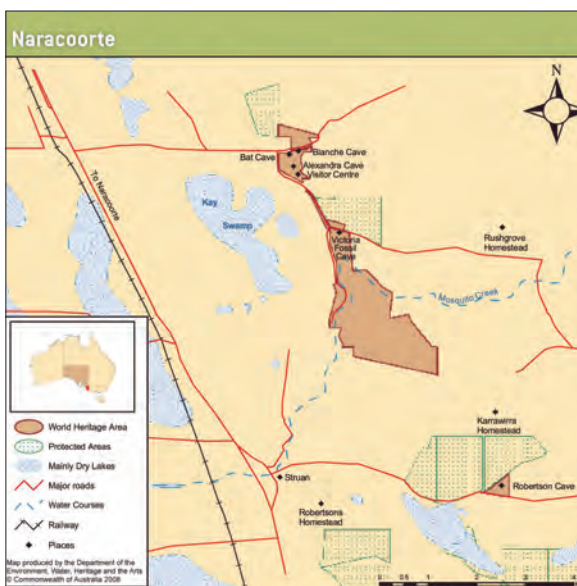 Naracoorte
N
Blanche Cave
Bat Cave
Alexandra Cave
Visitor Centre
To Naracoorte
Kay
Swamp
Victoria
Fossil
Cave
Rushgrove
Homestead
Mosquito Creek
World Heritage Area
Protected Areas
Mainly Dry Lakes
Major roads
Water Courses
Railway
Places
Map produced by the Department of the
Environment, Water, Heritage and the Arts
© Commonwealth of Australia 2008
Karrawirra
Homestead
Struan
Robertson Cave
Robertsons
Homestead